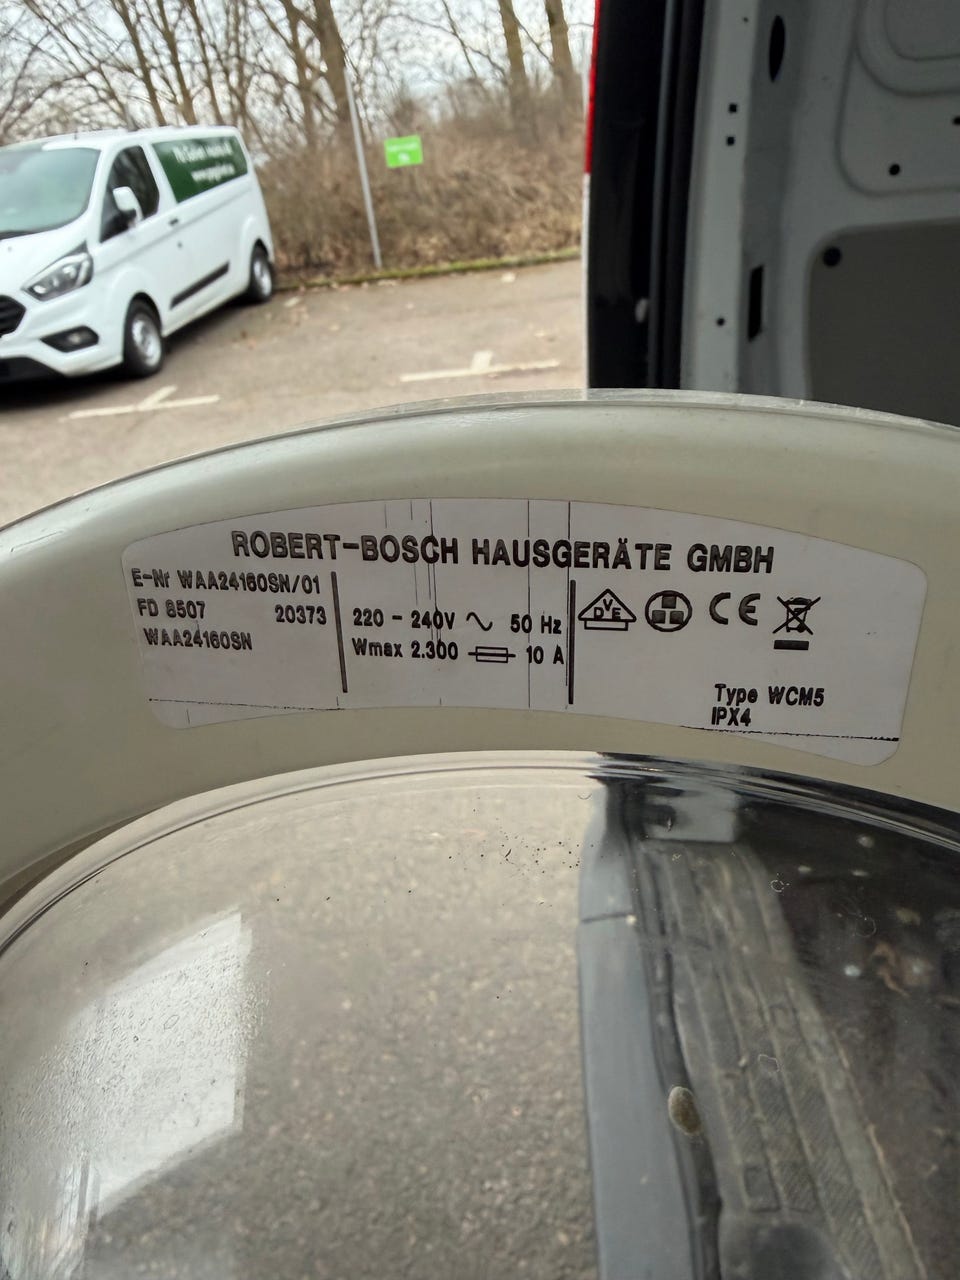 ROBERT-BOSCH HAUSGERÄTE GMBH
E-Nr WAA24160SN/01
FD 8507 20373
WAA24160SN
220 - 240V ~ 50 Hz
Wmax 2.300 10 A
VDE
CE
Type WCM5
IPX4